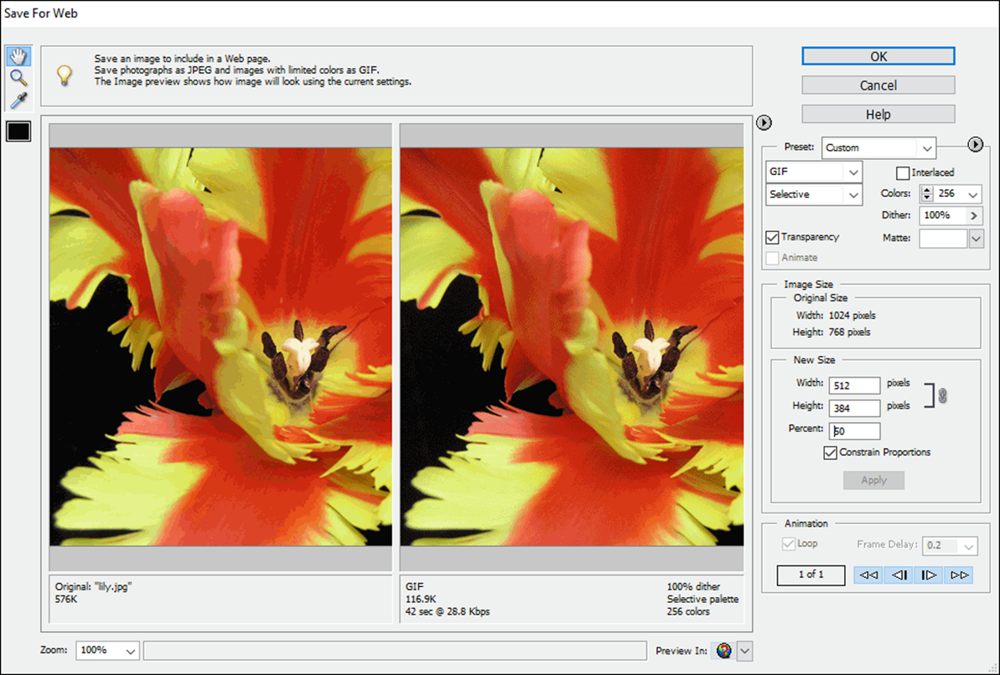 Save For Web
Save an image to include in a Web page.
Save photographs as JPEG and images with limited colors as GIF.
The Image preview shows how image will look using the current settings.
OK
Cancel
Help
Preset: Custom
GIF
Interlaced
Selective
Colors: 256
Dither: 100%
Transparency
Matte:
Animate
Image Size
Original Size
Width: 1024 pixels
Height: 768 pixels
New Size
Width: 512 pixels
Height: 384 pixels
Percent: 50
Constrain Proportions
Apply
Animation
Loop
Frame Delay: 0.2
1 of 1
Original: "lily.jpg"
576K
GIF
116.9K
42 sec @ 28.8 Kbps
100% dither
Selective palette
256 colors
Zoom: 100%
Preview In: